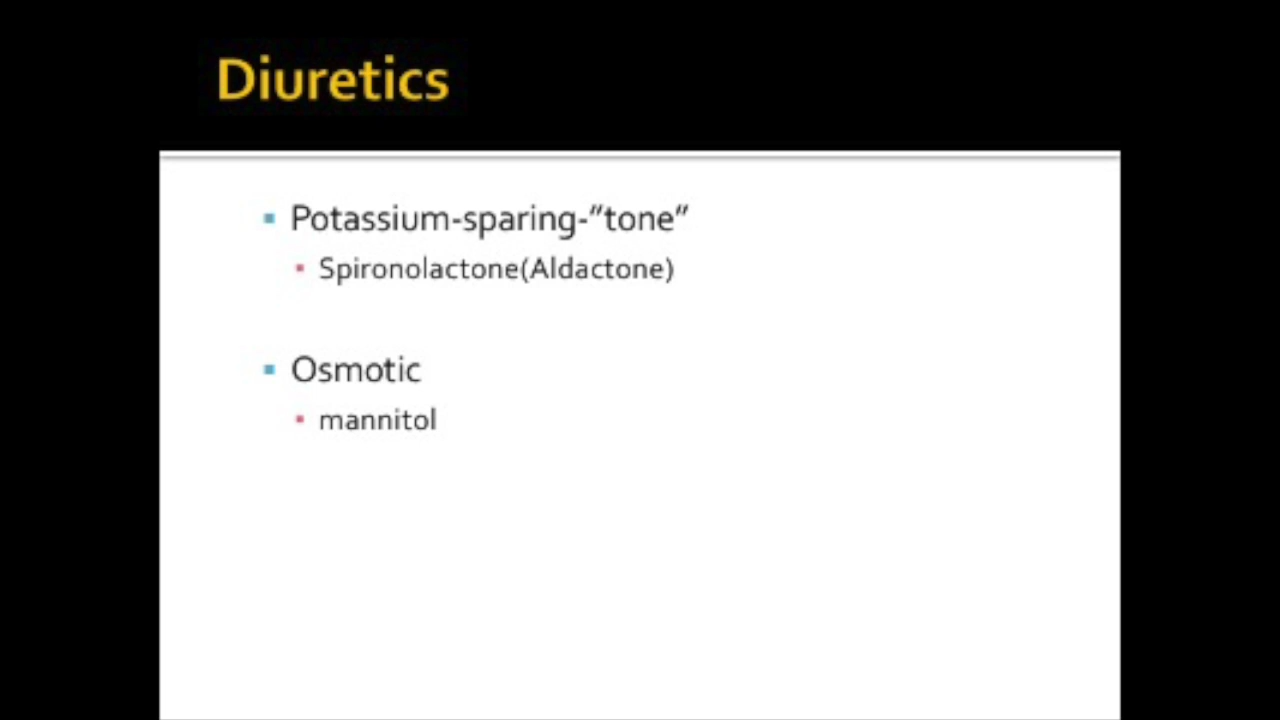 Diuretics
Potassium-sparing-"tone"
Spironolactone(Aldactone)
Osmotic
mannitol